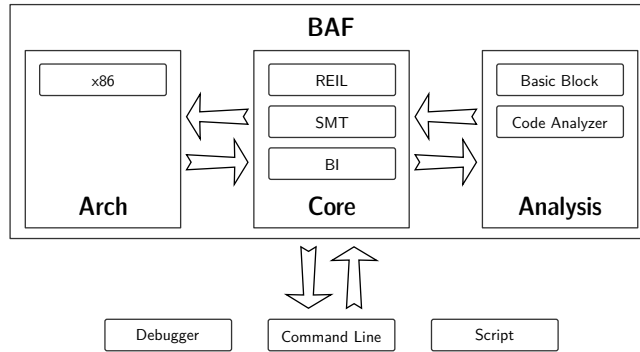 BAF
x86
REIL
Basic Block
SMT
Code Analyzer
BI
Arch
Core
Analysis
Debugger
Command Line
Script